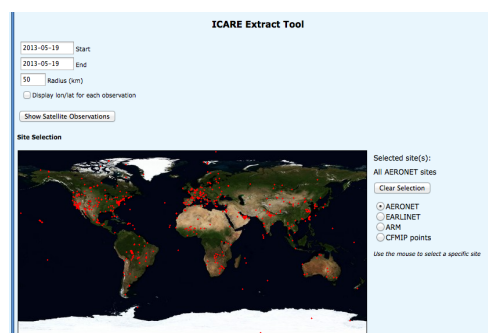 ICARE Extract Tool
2013-05-19 Start
2013-05-19 End
50 Radius (km)
Display lon/lat for each observation
Show Satellite Observations
Site Selection
Selected site(s):
All AERONET sites
Clear Selection
AERONET
EARLINET
ARM
CFMIP points
Use the mouse to select a specific site